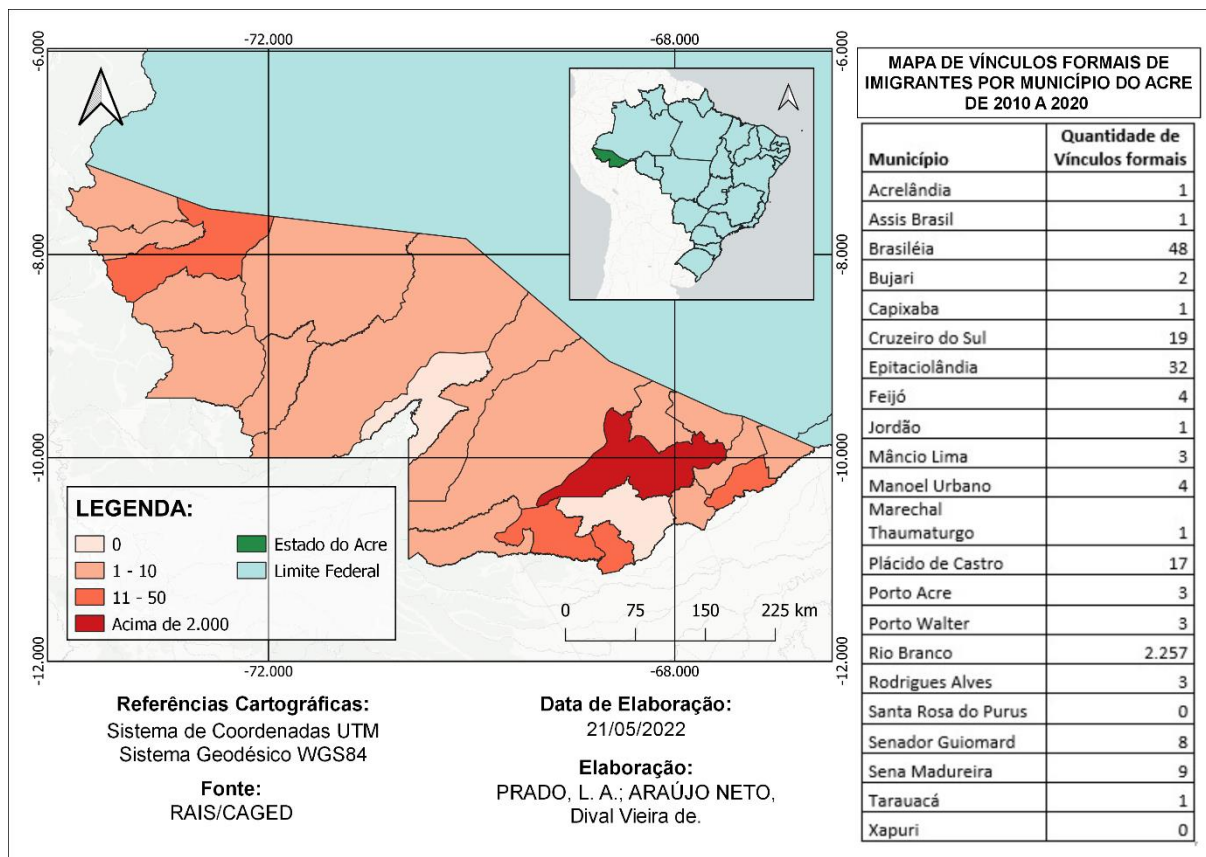 -72.000
-68.000
-6.000
-6.000
-8.000
-8.000
-10.000
-10.000
-12.000
-12.000
-72.000
-68.000
LEGENDA:
0
1 - 10
11 - 50
Acima de 2.000
Estado do Acre
Limite Federal
0 75 150 225 km
Referências Cartográficas:
Sistema de Coordenadas UTM
Sistema Geodésico WGS84
Fonte:
RAIS/CAGED
Data de Elaboração:
21/05/2022
Elaboração:
PRADO, L. A.; ARAÚJO NETO,
Dival Vieira de.
MAPA DE VÍNCULOS FORMAIS DE
IMIGRANTES POR MUNICÍPIO DO ACRE
DE 2010 A 2020
Município Quantidade de
Vínculos formais
Acrelândia 1
Assis Brasil 1
Brasiléia 48
Bujari 2
Capixaba 1
Cruzeiro do Sul 19
Epitaciolândia 32
Feijó 4
Jordão 1
Mâncio Lima 3
Manoel Urbano 4
Marechal
Thaumaturgo 1
Plácido de Castro 17
Porto Acre 3
Porto Walter 3
Rio Branco 2.257
Rodrigues Alves 3
Santa Rosa do Purus 0
Senador Guiomard 8
Sena Madureira 9
Tarauacá 1
Xapuri 0